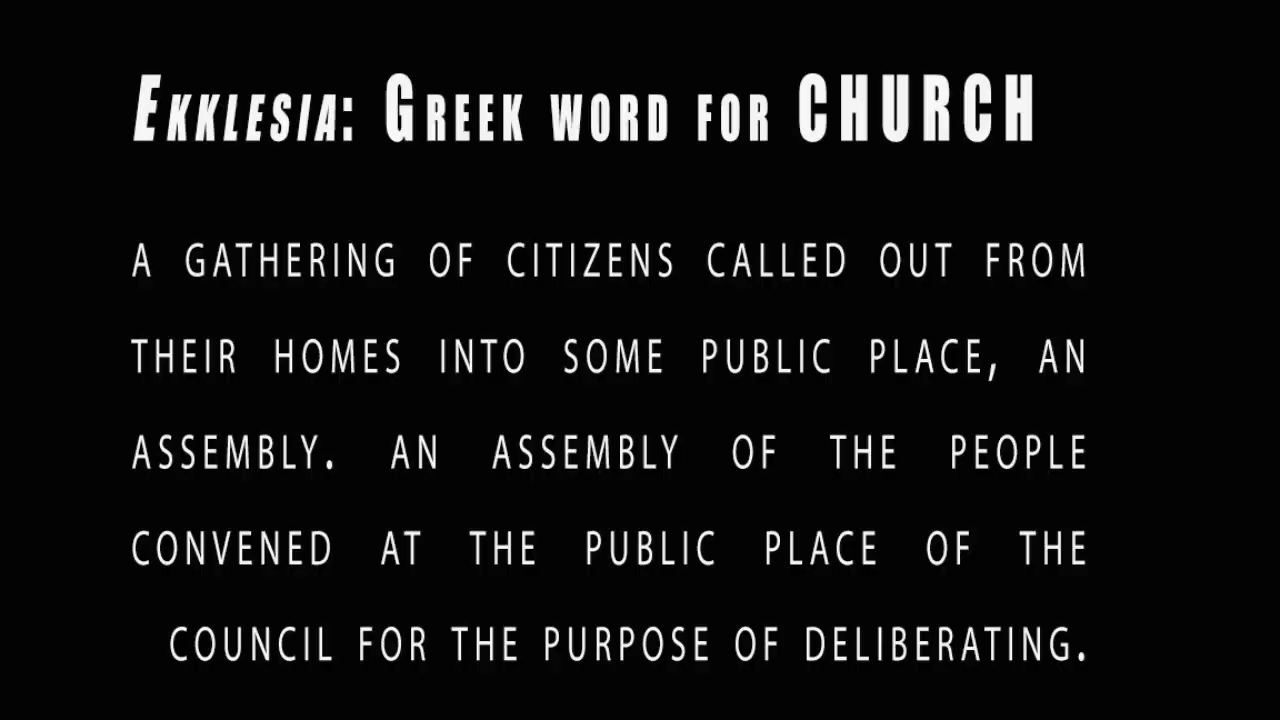 EKKLESIA: GREEK WORD FOR CHURCH
A GATHERING OF CITIZENS CALLED OUT FROM
THEIR HOMES INTO SOME PUBLIC PLACE, AN
ASSEMBLY. AN ASSEMBLY OF THE PEOPLE
CONVENED AT THE PUBLIC PLACE OF THE
COUNCIL FOR THE PURPOSE OF DELIBERATING.